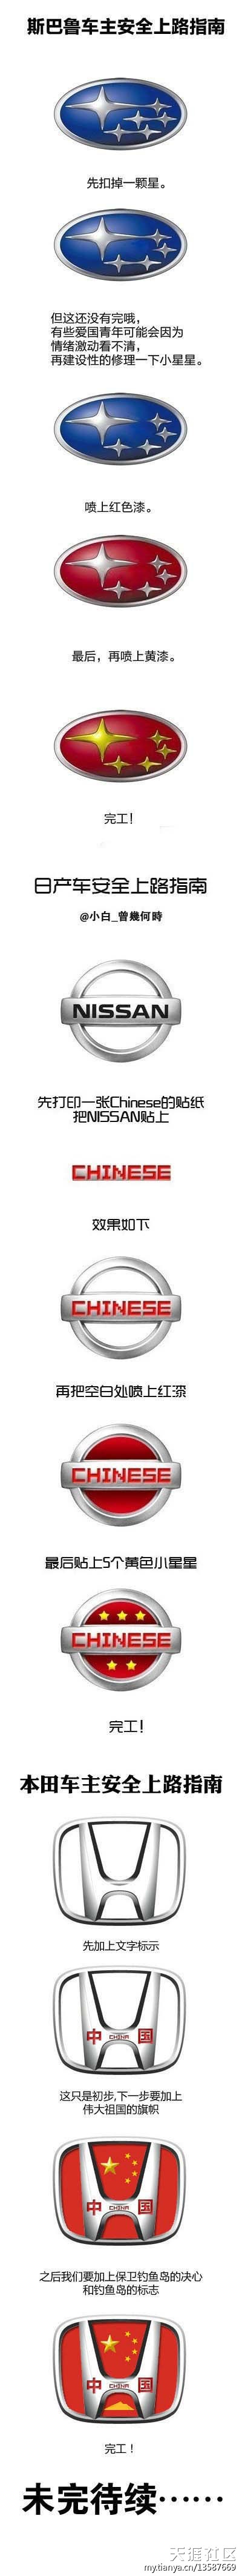 斯巴鲁车主安全上路指南
先扣掉一颗星。
但这还没有完哦，
有些爱国青年可能会因为
情绪激动看不清，
再建设性的修理一下小星星。
喷上红色漆。
最后，再喷上黄漆。
完工！
日产车安全上路指南
@小白_曾幾何時
NISSAN
先打印一张Chinese的贴纸
把NISSAN贴上
CHINESE
效果如下
CHINESE
再把空白处喷上红漆
CHINESE
最后贴上5个黄色小星星
CHINESE
完工！
本田车主安全上路指南
先加上文字标示
中 CHINA 国
这只是初步,下一步要加上
伟大祖国的旗帜
中 CHINA 国
之后我们要加上保卫钓鱼岛的决心
和钓鱼岛的标志
中 CHINA 国
完工！
未完待续……
天涯社区
my.tianya.cn/13587669